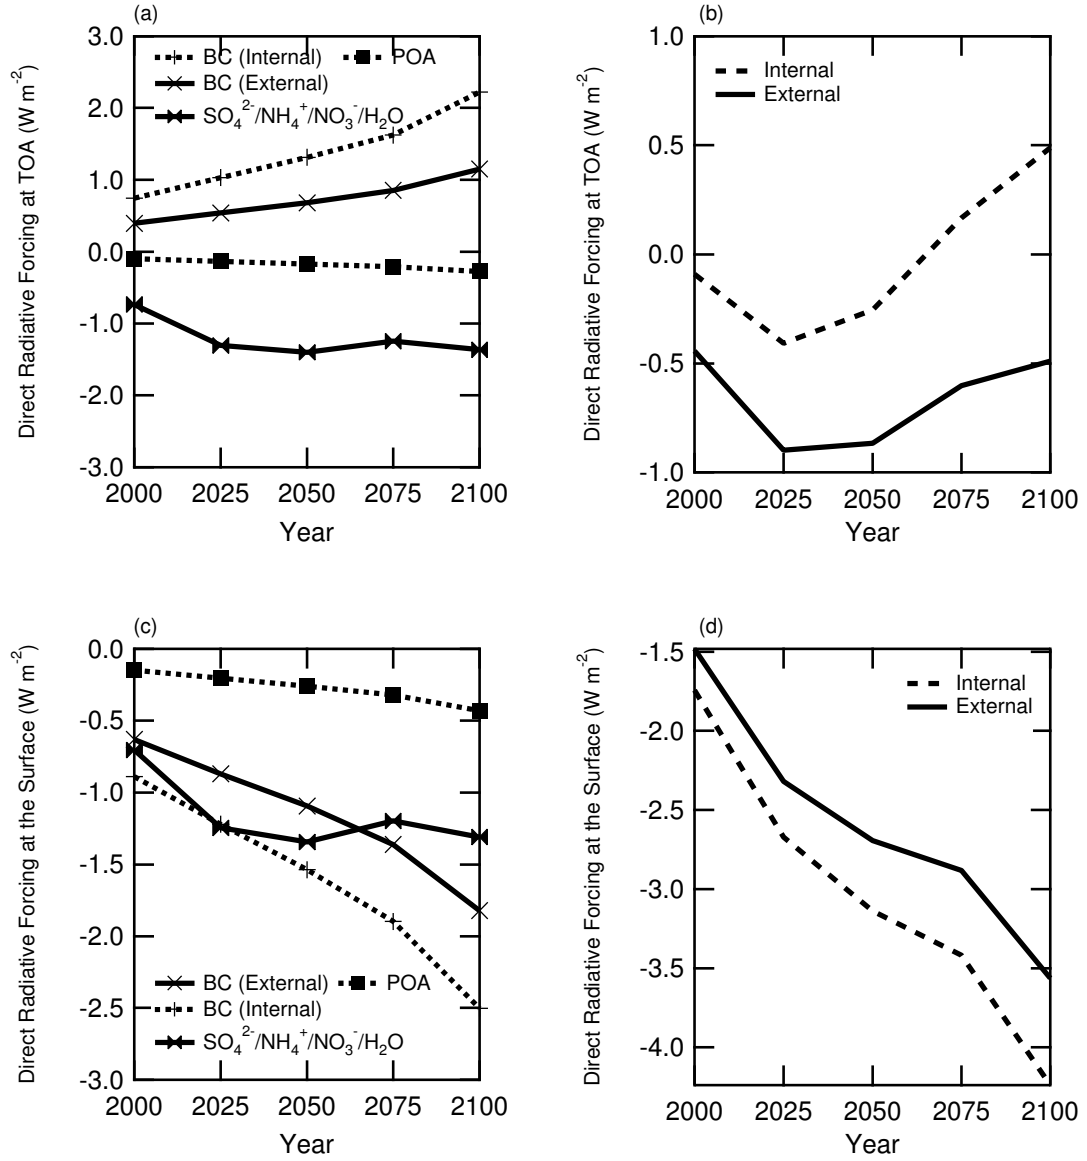 (a)
Direct Radiative Forcing at TOA (W m⁻²)
3.0
2.0
1.0
0.0
-1.0
-2.0
-3.0
BC (Internal) POA
BC (External)
SO₄²⁻/NH₄⁺/NO₃⁻/H₂O
2000 2025 2050 2075 2100
Year
(b)
Direct Radiative Forcing at TOA (W m⁻²)
1.0
0.5
0.0
-0.5
-1.0
Internal
External
2000 2025 2050 2075 2100
Year
(c)
Direct Radiative Forcing at the Surface (W m⁻²)
0.0
-0.5
-1.0
-1.5
-2.0
-2.5
-3.0
BC (External) POA
BC (Internal)
SO₄²⁻/NH₄⁺/NO₃⁻/H₂O
2000 2025 2050 2075 2100
Year
(d)
Direct Radiative Forcing at the Surface (W m⁻²)
-1.5
-2.0
-2.5
-3.0
-3.5
-4.0
Internal
External
2000 2025 2050 2075 2100
Year